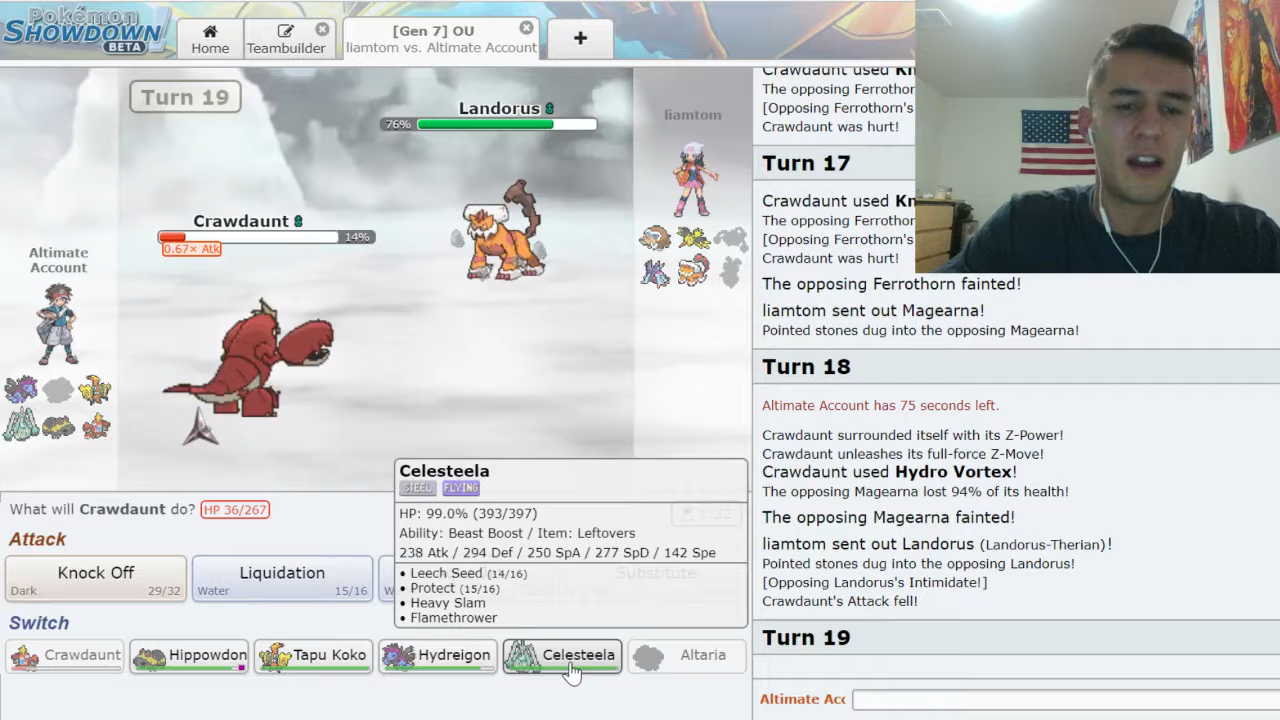 Pokémon
SHOWDOWN
BETA
Home
Teambuilder
[Gen 7] OU
liamtom vs. Altimate Account
+
Turn 19
Landorus
76%
liamtom
Crawdaunt
14%
0.67× Atk
Altimate
Account
Crawdaunt used Kn
The opposing Ferrothorn
[Opposing Ferrothorn's
Crawdaunt was hurt!
Turn 17
Crawdaunt used Kn
The opposing Ferrothorn
[Opposing Ferrothorn's
Crawdaunt was hurt!
The opposing Ferrothorn fainted!
liamtom sent out Magearna!
Pointed stones dug into the opposing Magearna!
Turn 18
Altimate Account has 75 seconds left.
Crawdaunt surrounded itself with its Z-Power!
Crawdaunt unleashes its full-force Z-Move!
Crawdaunt used Hydro Vortex!
The opposing Magearna lost 94% of its health!
The opposing Magearna fainted!
liamtom sent out Landorus (Landorus-Therian)!
Pointed stones dug into the opposing Landorus!
[Opposing Landorus's Intimidate!]
Crawdaunt's Attack fell!
Turn 19
Altimate Acc
Celesteela
STEEL FLYING
HP: 99.0% (393/397)
Ability: Beast Boost / Item: Leftovers
238 Atk / 294 Def / 250 SpA / 277 SpD / 142 Spe
• Leech Seed (14/16)
• Protect (15/16)
• Heavy Slam
• Flamethrower
What will Crawdaunt do? HP 36/267
Attack
Knock Off
Dark 29/32
Liquidation
Water 15/16
Substitute
Switch
Crawdaunt
Hippowdon
Tapu Koko
Hydreigon
Celesteela
Altaria